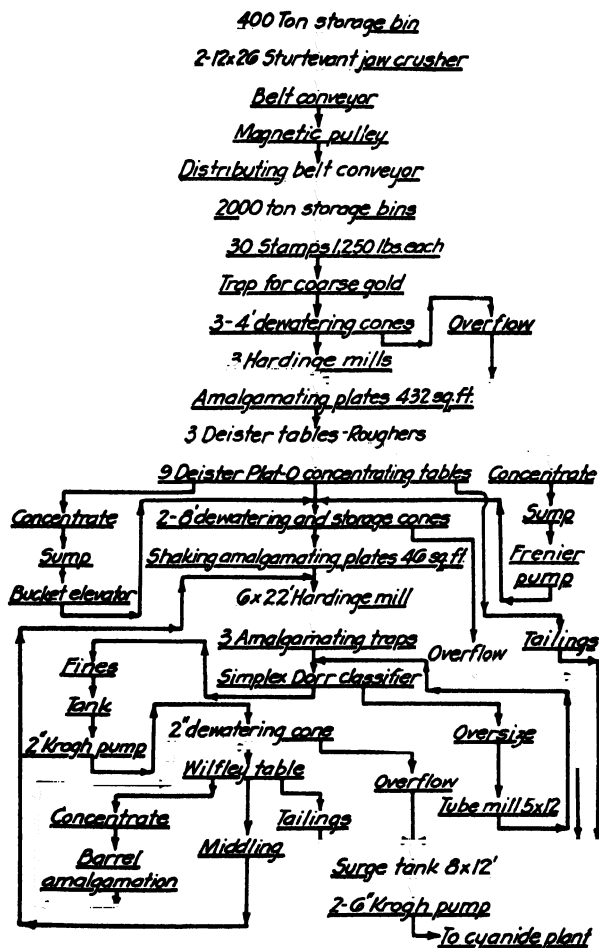 400 Ton storage bin
2-12x26 Sturtevant jaw crusher
Belt conveyor
Magnetic pulley
Distributing belt conveyor
2000 ton storage bins
30 Stamps 1,250 lbs. each
Trap for coarse gold
3-4' dewatering cones
Overflow
3 Hardinge mills
Amalgamating plates 432 sq.ft.
3 Deister tables-Roughers
9 Deister Plat-O concentrating tables
Concentrate
Concentrate
2-8' dewatering and storage cones
Sump
Sump
Shaking amalgamating plates 46 sq.ft.
Frenier
pump
Bucket elevator
6x22' Hardinge mill
3 Amalgamating traps
Tailings
Overflow
Fines
Simplex Dorr classifier
Tank
2" Krogh pump
2" dewatering cone
Oversize
Wilfley table
Overflow
Concentrate
Tailings
Tube mill 5x12
Middling
Barrel
amalgamation
Surge tank 8x12'
2-6" Krogh pump
To cyanide plant